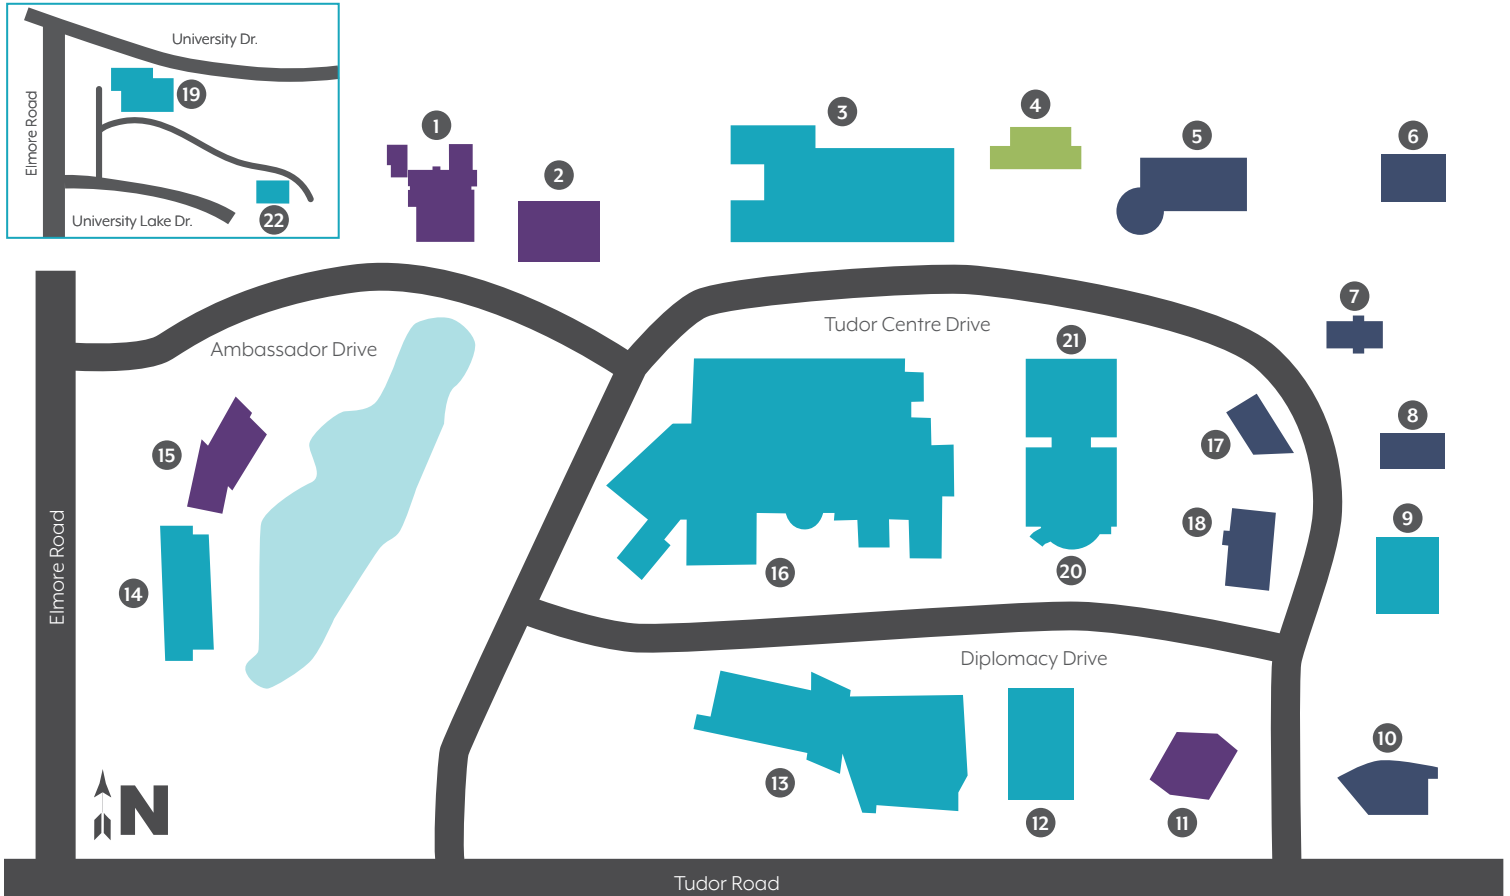 University Dr.
19
Elmore Road
22
University Lake Dr.
1
2
3
4
5
6
7
Tudor Centre Drive
21
Ambassador Drive
8
17
15
9
18
Elmore Road
16
20
14
Diplomacy Drive
10
13
12
11
N
Tudor Road